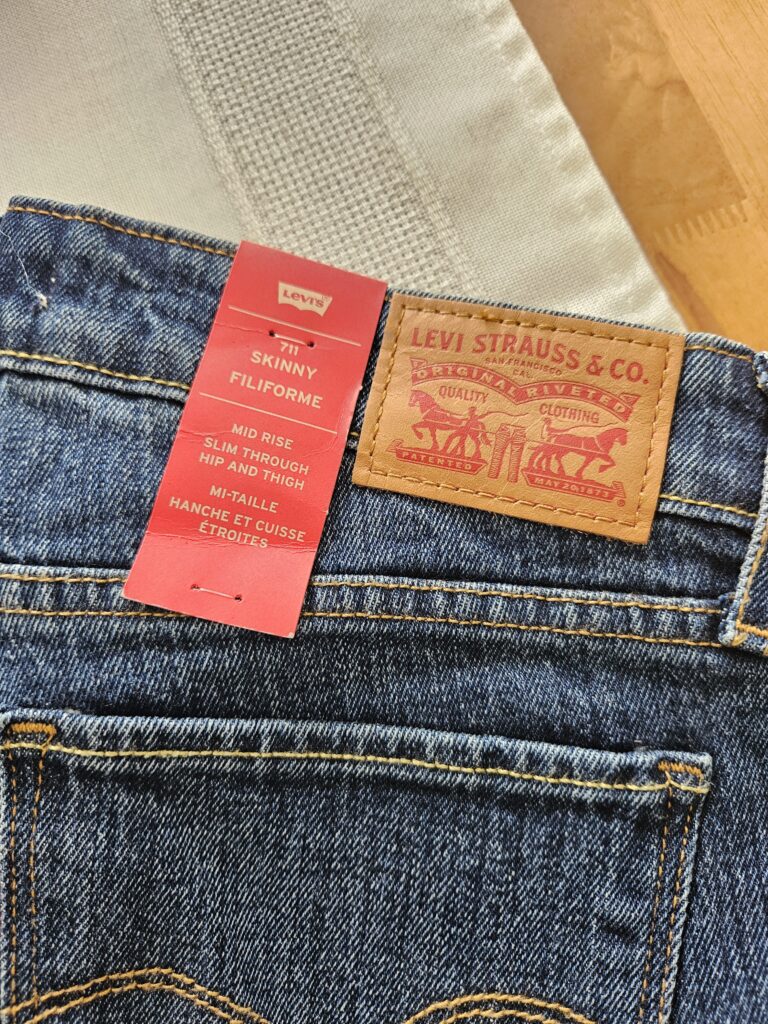 Levi's
711
SKINNY
FILIFORME
MID RISE
SLIM THROUGH
HIP AND THIGH
MI-TAILLE
HANCHE ET CUISSE
ÉTROITES
LEVI STRAUSS & CO.
SAN FRANCISCO
CAL.
ORIGINAL RIVETED
QUALITY CLOTHING
PATENTED MAY 20 1873